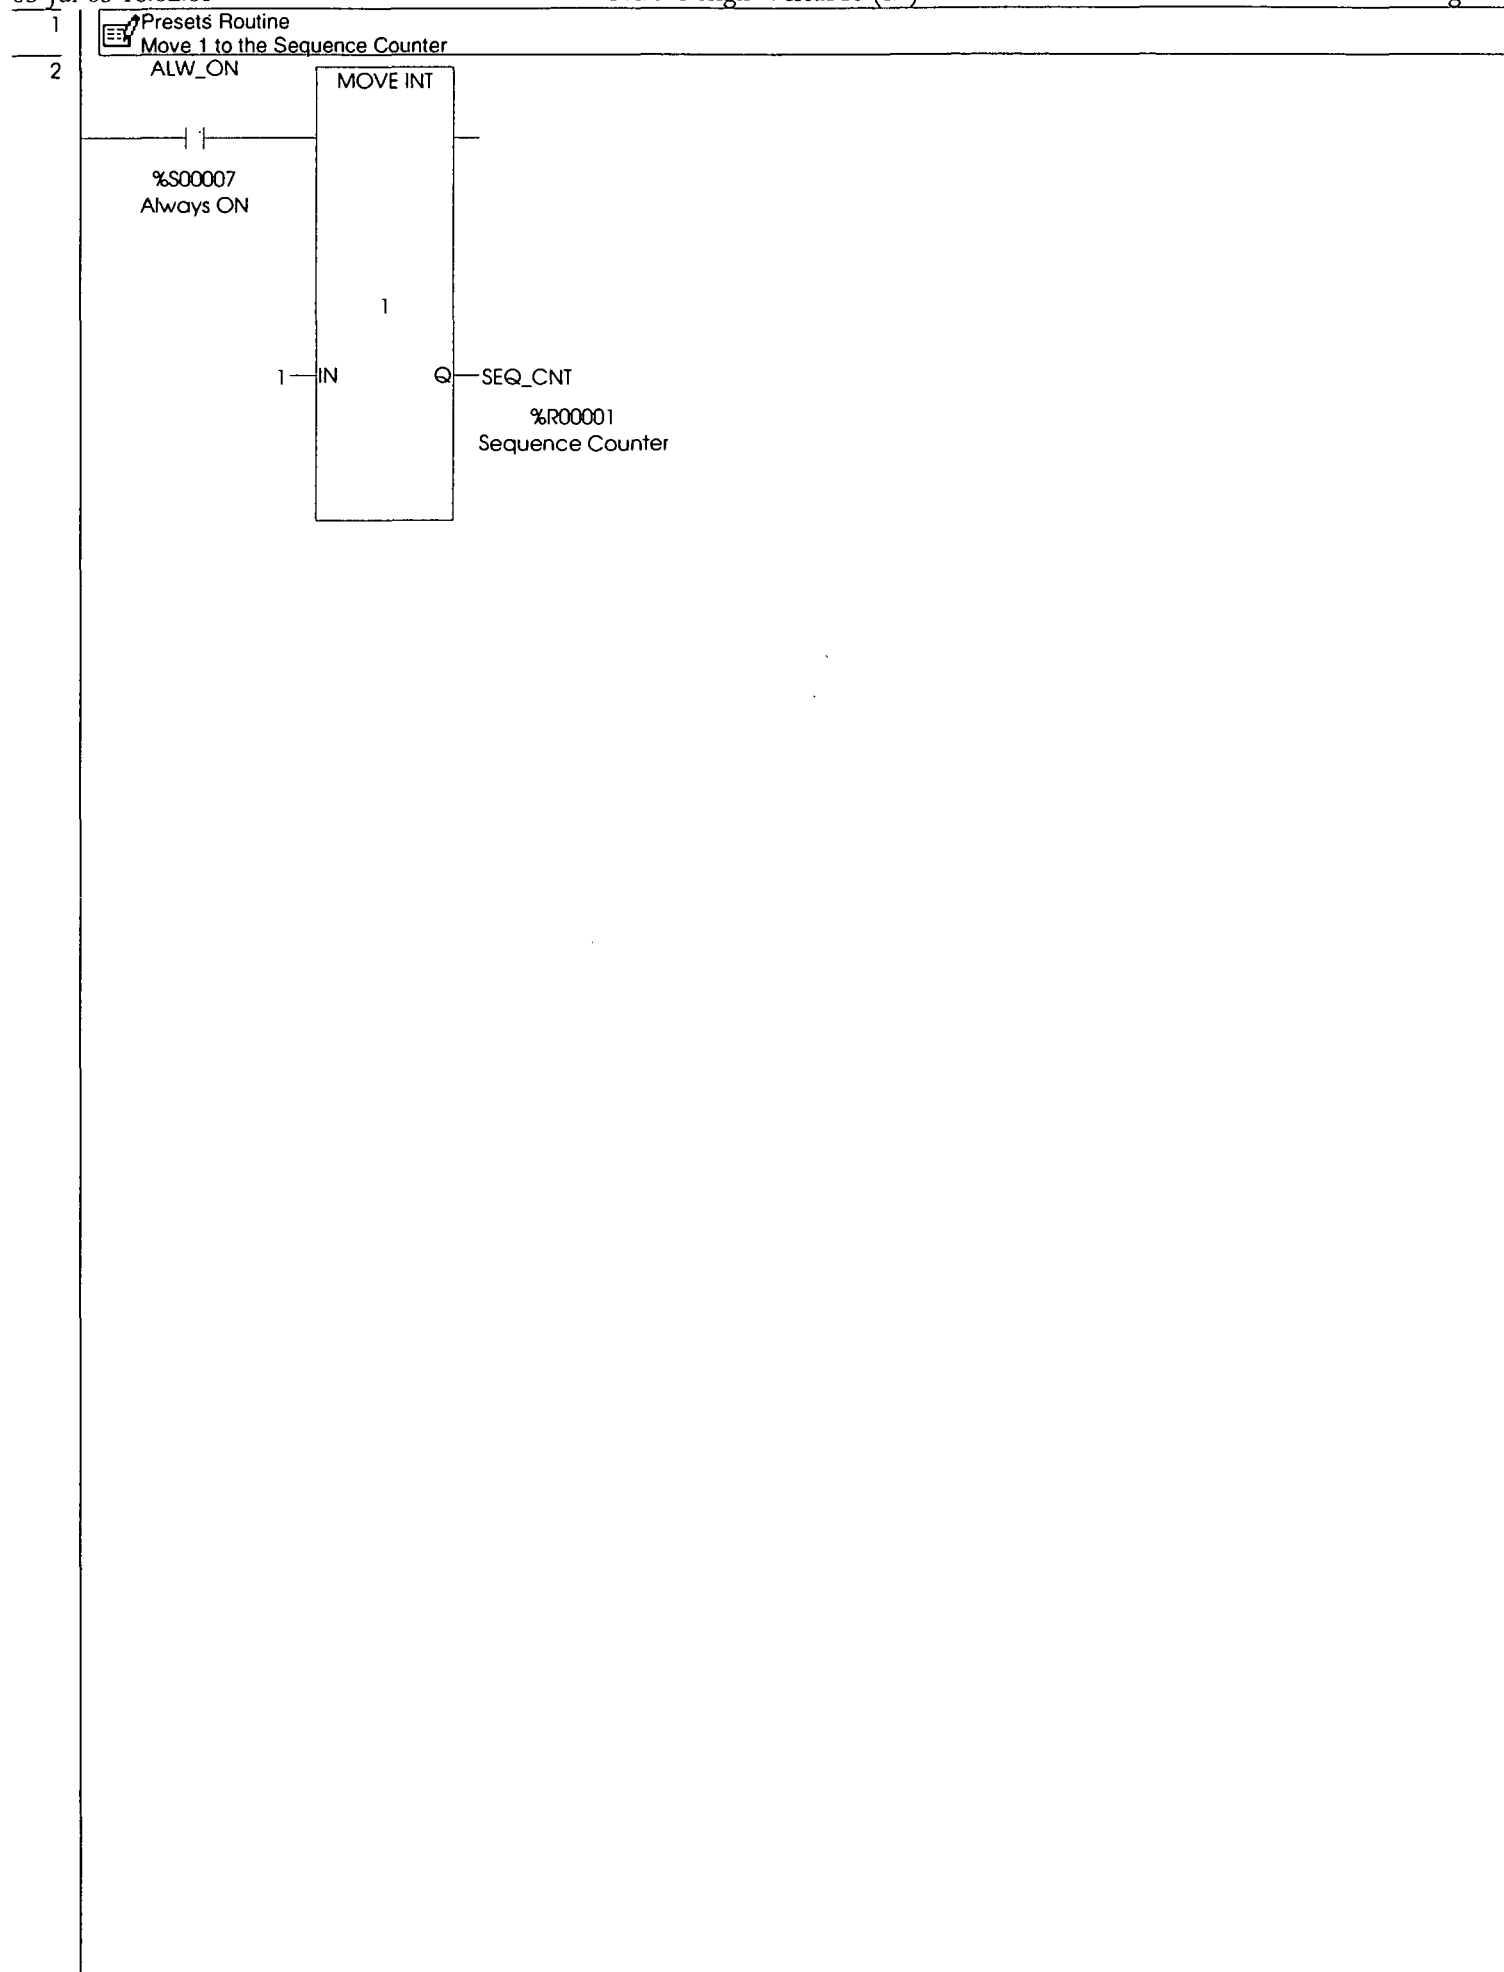 1
Presets Routine
Move 1 to the Sequence Counter
2
ALW_ON
MOVE INT
%S00007
Always ON
1
1 IN Q SEQ_CNT
%R00001
Sequence Counter